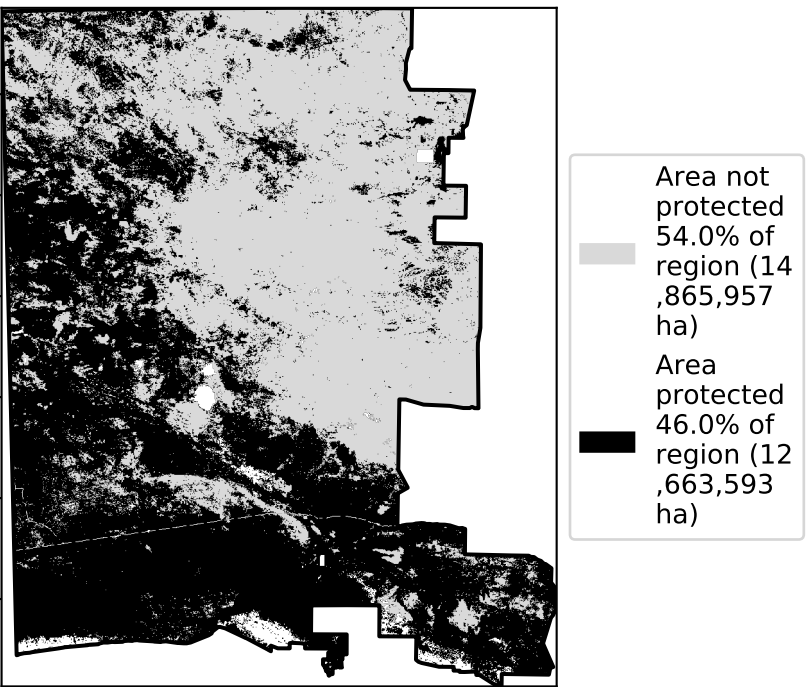 Area not
protected
54.0% of
region (14
,865,957
ha)
Area
protected
46.0% of
region (12
,663,593
ha)